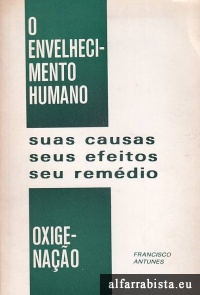 O
ENVELHECI-
MENTO
HUMANO
suas causas
seus efeitos
seu remédio
OXIGE-
NAÇÃO
FRANCISCO
ANTUNES
alfarrabista.eu